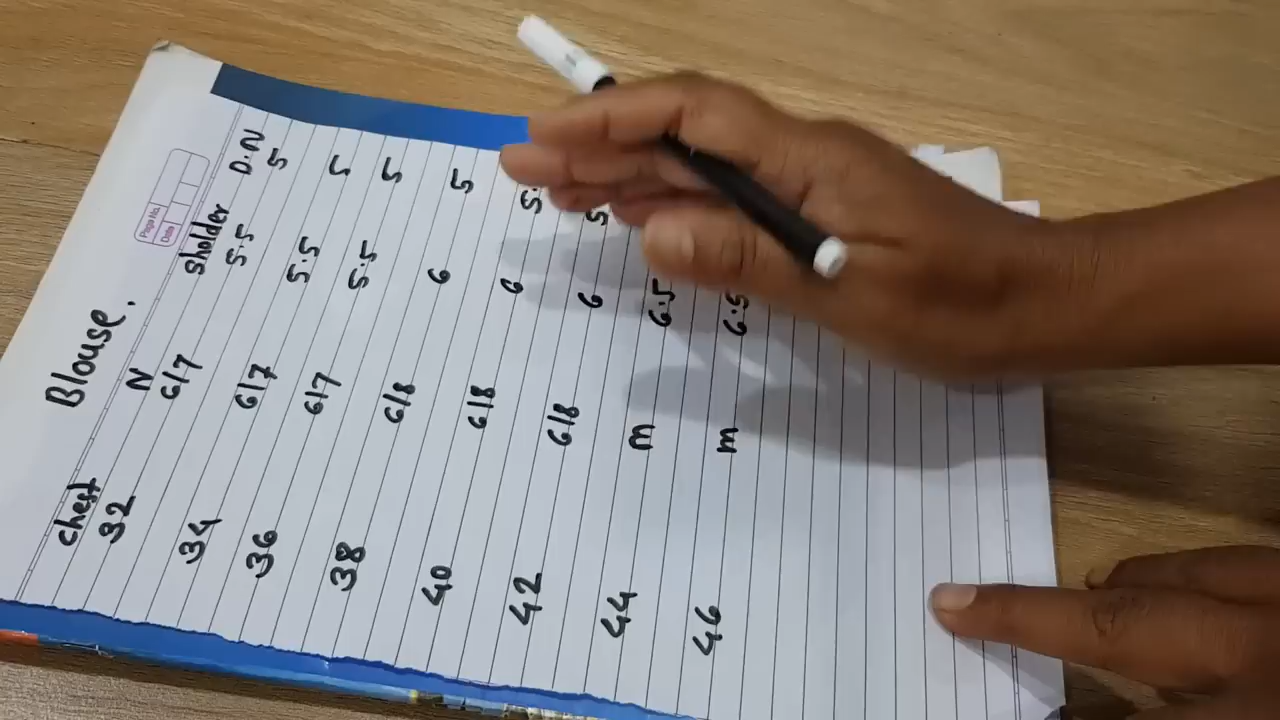 Page No.
Date
Blouse.
chest N sholder D.N
32 6/7 5.5 5
34 6/7 5.5 5
36 6/7 5.5 5
38 6/8 6 5
40 6/8 6 5.
42 6/8 6 5
44 m 6.5
46 m 6.5